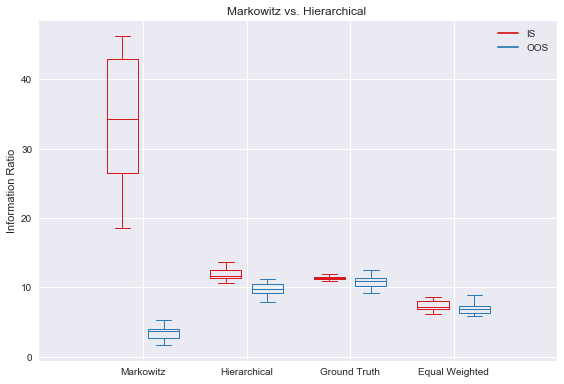 Markowitz vs. Hierarchical
IS
OOS
Information Ratio
40
30
20
10
0
Markowitz
Hierarchical
Ground Truth
Equal Weighted